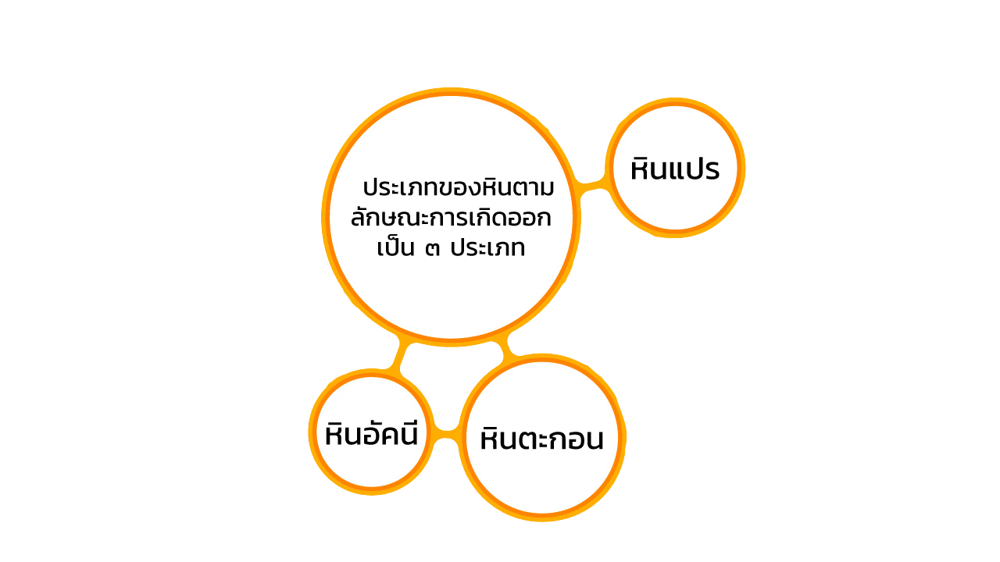 ประเภทของหินตาม
ลักษณะการเกิดออก
เป็น ๓ ประเภท
หินแปร
หินอัคนี
หินตะกอน